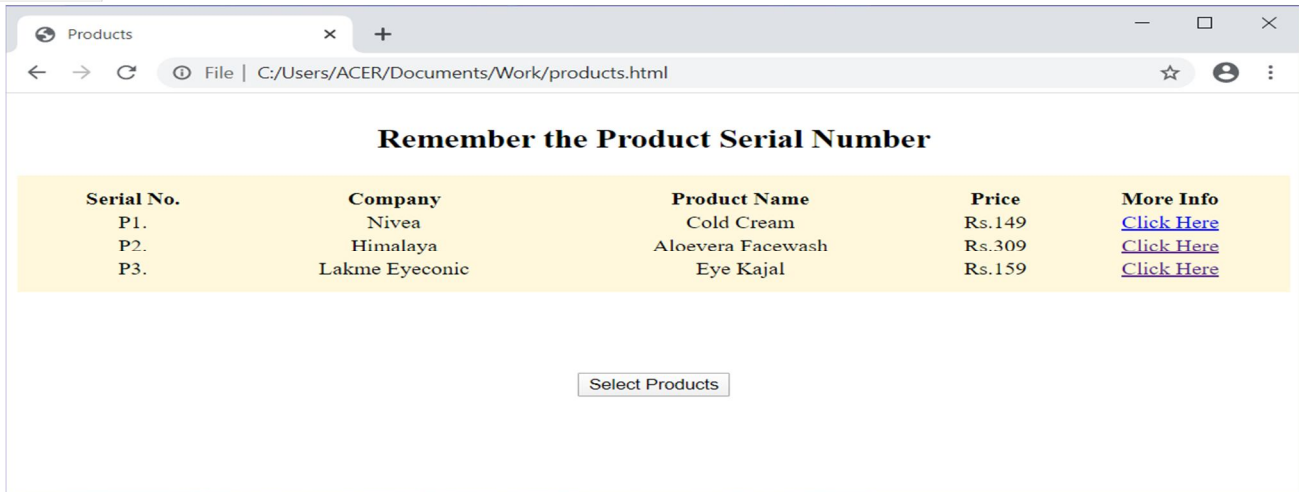 Products
File | C:/Users/ACER/Documents/Work/products.html
Remember the Product Serial Number
Serial No. Company Product Name Price More Info
P1. Nivea Cold Cream Rs.149 Click Here
P2. Himalaya Aloevera Facewash Rs.309 Click Here
P3. Lakme Eyeconic Eye Kajal Rs.159 Click Here
Select Products